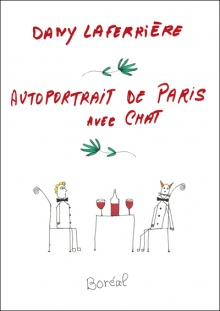 DANY LAFERRIÈRE
AUTOPORTRAIT DE PARIS
AVEC CHAT
Boréal